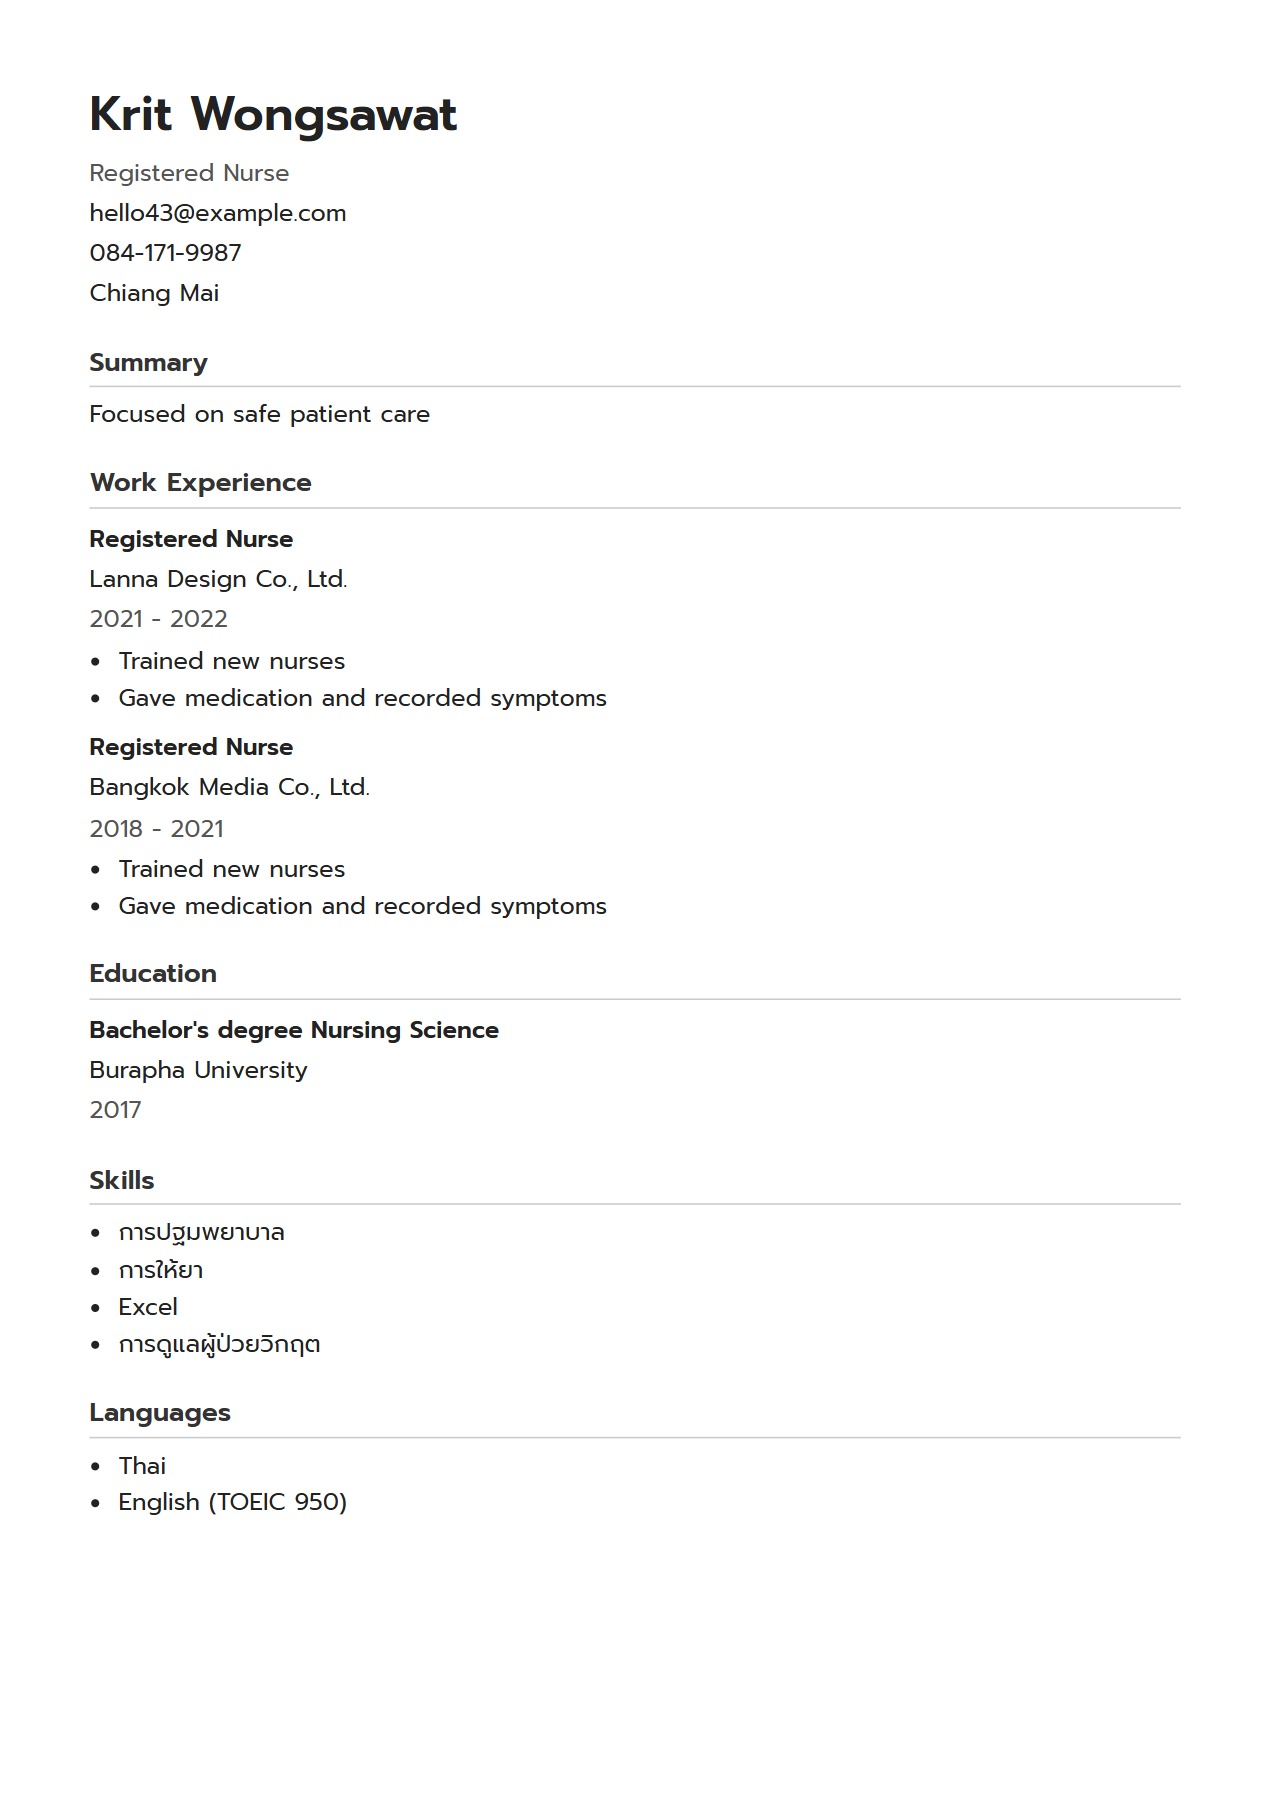 Krit Wongsawat
Registered Nurse
hello43@example.com
084-171-9987
Chiang Mai
Summary
Focused on safe patient care
Work Experience
Registered Nurse
Lanna Design Co., Ltd.
2021 - 2022
• Trained new nurses
• Gave medication and recorded symptoms
Registered Nurse
Bangkok Media Co., Ltd.
2018 - 2021
• Trained new nurses
• Gave medication and recorded symptoms
Education
Bachelor's degree Nursing Science
Burapha University
2017
Skills
• การปฐมพยาบาล
• การให้ยา
• Excel
• การดูแลผู้ป่วยวิกฤต
Languages
• Thai
• English (TOEIC 950)